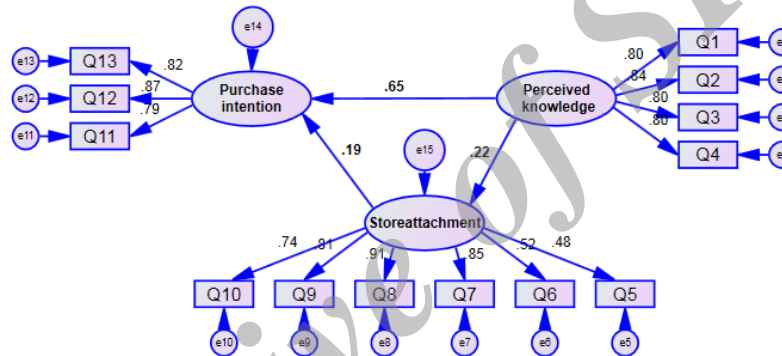 e14
e13
Q13
.82
e12
Q12
.87
e11
Q11
.79
Purchase
intention
.65
Perceived
knowledge
.80
Q1
e
.84
Q2
e
.80
Q3
e
.80
Q4
e
.19
e15
.22
Storeattachment
.74
.91
.85
.52
.48
Q10
Q9
Q8
Q7
Q6
Q5
e10
e9
e8
e7
e6
e5
ive of S